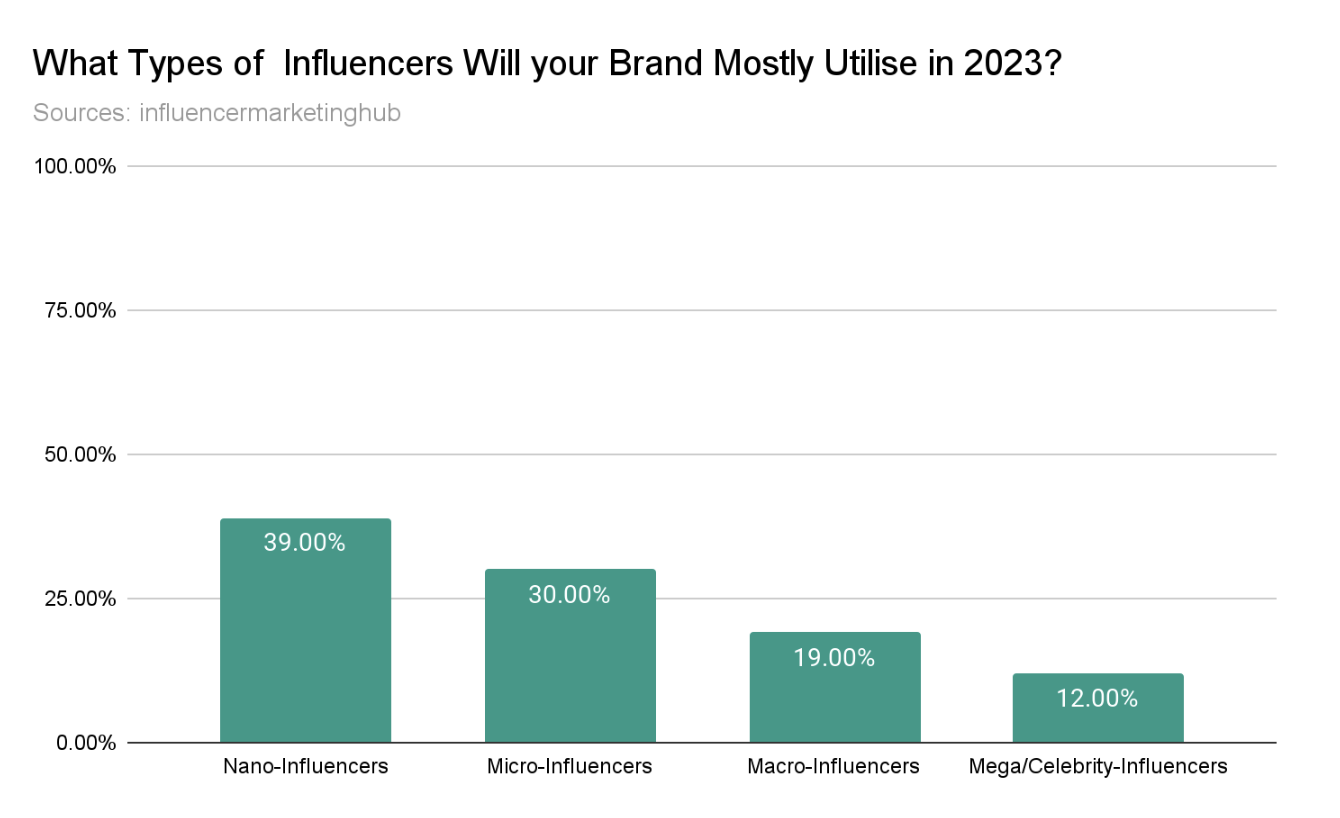 What Types of  Influencers Will your Brand Mostly Utilise in 2023?
Sources: influencermarketinghub
100.00%
75.00%
50.00%
25.00%
0.00%
39.00%
30.00%
19.00%
12.00%
Nano-Influencers
Micro-Influencers
Macro-Influencers
Mega/Celebrity-Influencers